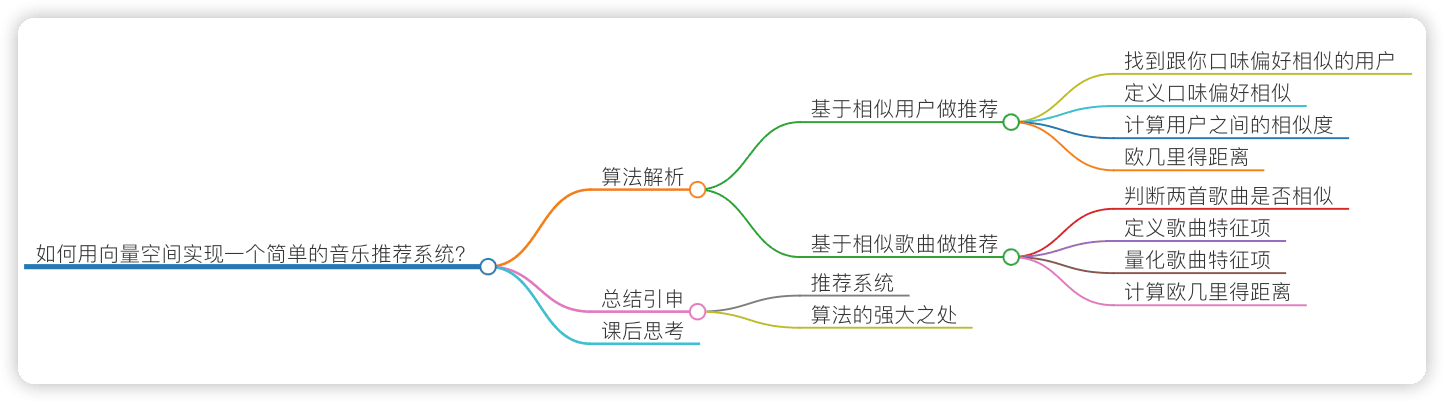 如何用向量空间实现一个简单的音乐推荐系统?
算法解析
基于相似用户做推荐
找到跟你口味偏好相似的用户
定义口味偏好相似
计算用户之间的相似度
欧几里得距离
基于相似歌曲做推荐
判断两首歌曲是否相似
定义歌曲特征项
量化歌曲特征项
计算欧几里得距离
总结引申
推荐系统
算法的强大之处
课后思考